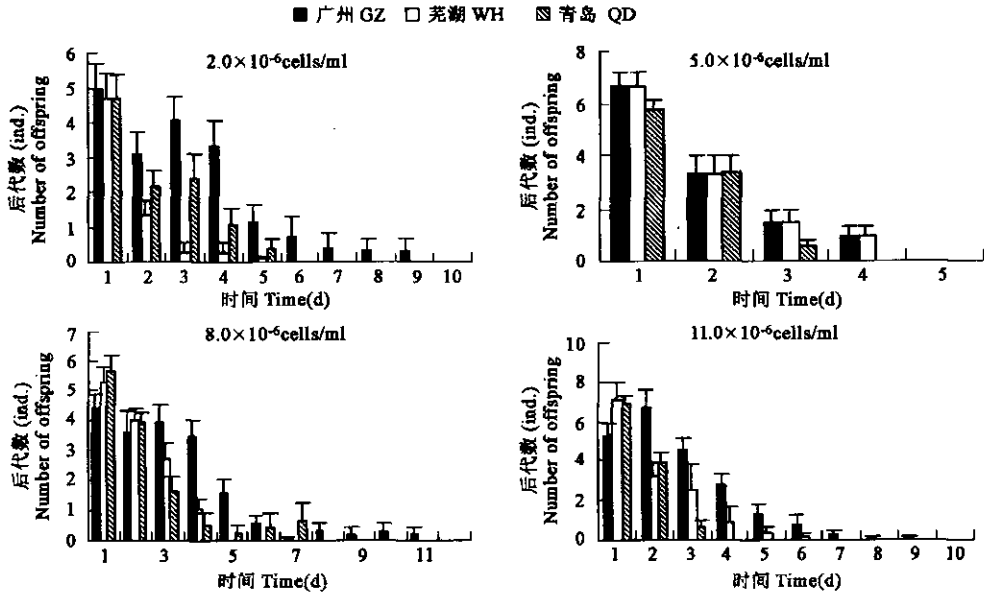 ■ 广州 GZ □ 芜湖 WH ▧ 青岛 QD
2.0×10⁻⁶cells/ml
后代数 (ind.)
Number of offspring
6
5
4
3
2
1
0
1 2 3 4 5 6 7 8 9 10
时间 Time(d)
5.0×10⁻⁶cells/ml
后代数 (ind.)
Number of offspring
8
6
4
2
0
1 2 3 4 5
时间 Time(d)
8.0×10⁻⁶cells/ml
后代数 (ind.)
Number of offspring
7
6
5
4
3
2
1
0
1 3 5 7 9 11
时间 Time(d)
11.0×10⁻⁶cells/ml
后代数 (ind.)
Number of offspring
10
8
6
4
2
0
1 2 3 4 5 6 7 8 9 10
时间 Time(d)